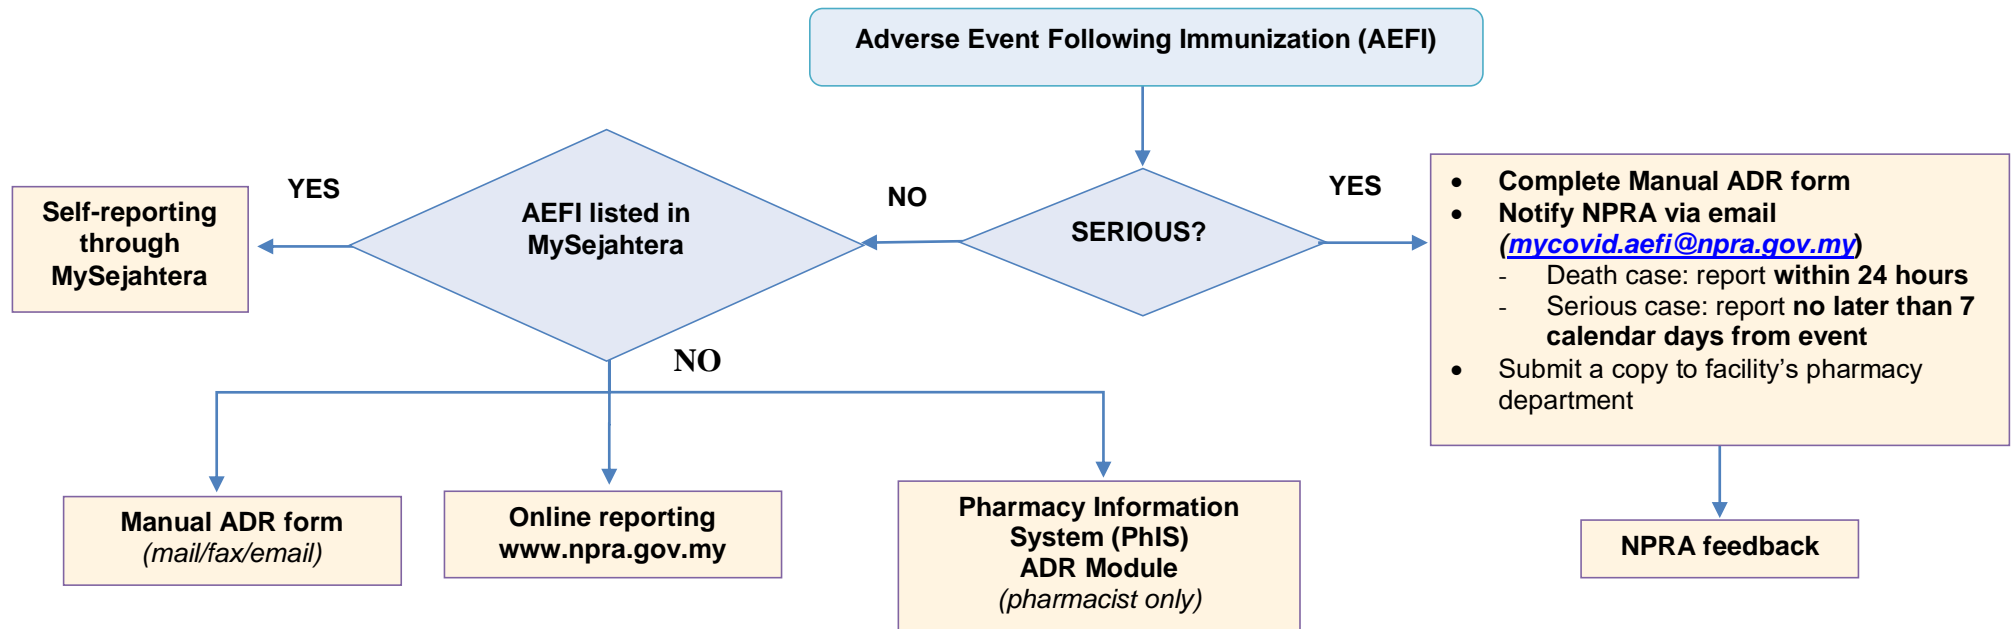 Adverse Event Following Immunization (AEFI)
SERIOUS?
YES
• Complete Manual ADR form
• Notify NPRA via email
(mycovid.aefi@npra.gov.my)
- Death case: report within 24 hours
- Serious case: report no later than 7
calendar days from event
• Submit a copy to facility's pharmacy
department
NPRA feedback
NO
AEFI listed in
MySejahtera
YES
Self-reporting
through
MySejahtera
NO
Manual ADR form
(mail/fax/email)
Online reporting
www.npra.gov.my
Pharmacy Information
System (PhIS)
ADR Module
(pharmacist only)